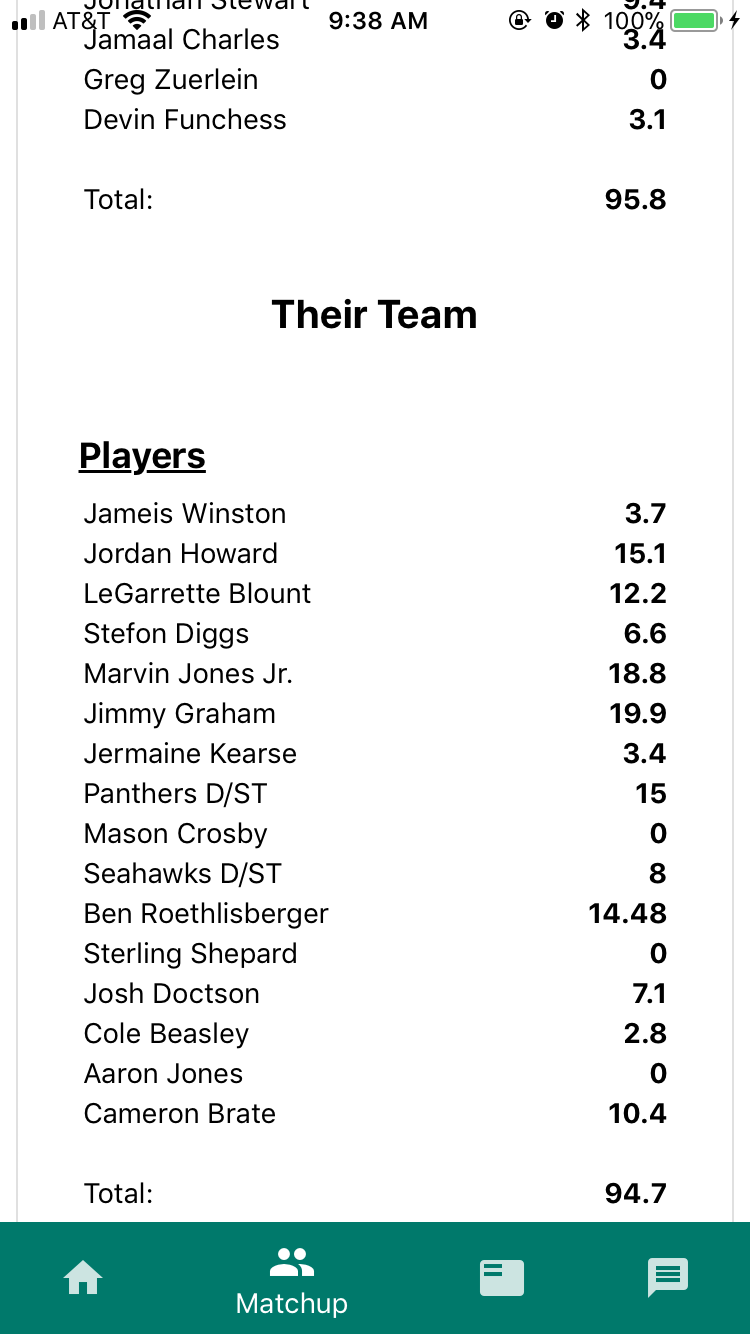 Jonathan Stewart 9.4
AT&T 9:38 AM 100%
Jamaal Charles 3.4
Greg Zuerlein 0
Devin Funchess 3.1
Total: 95.8
Their Team
Players
Jameis Winston 3.7
Jordan Howard 15.1
LeGarrette Blount 12.2
Stefon Diggs 6.6
Marvin Jones Jr. 18.8
Jimmy Graham 19.9
Jermaine Kearse 3.4
Panthers D/ST 15
Mason Crosby 0
Seahawks D/ST 8
Ben Roethlisberger 14.48
Sterling Shepard 0
Josh Doctson 7.1
Cole Beasley 2.8
Aaron Jones 0
Cameron Brate 10.4
Total: 94.7
Matchup